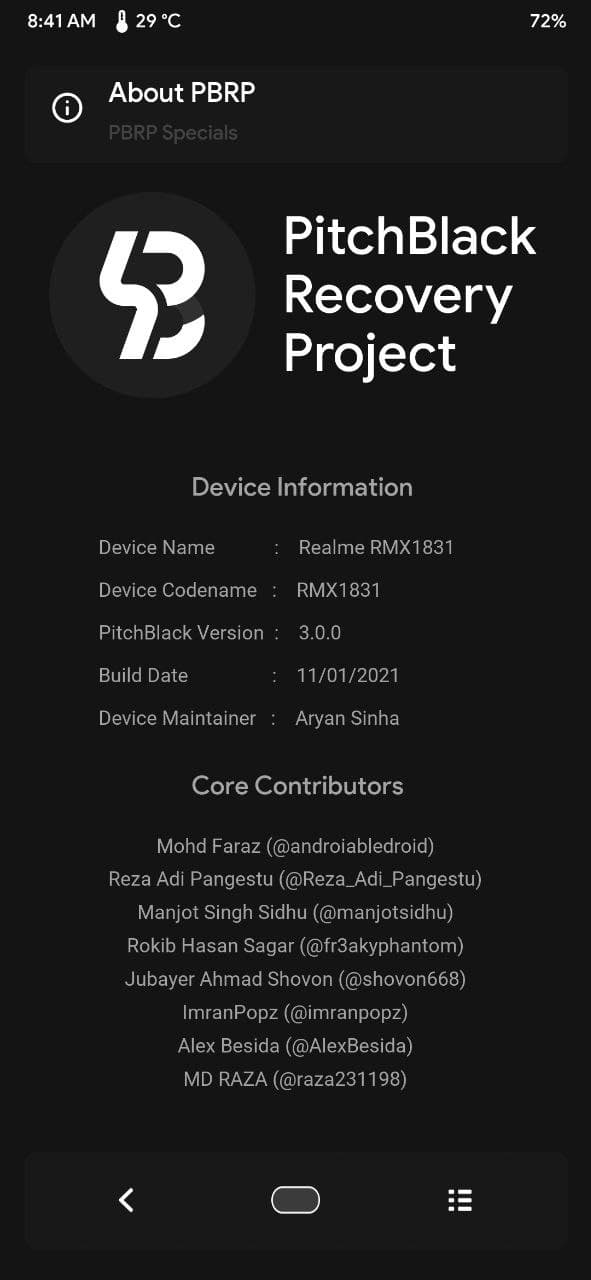 8:41 AM 29 °C 72%
About PBRP
PBRP Specials
PitchBlack
Recovery
Project
Device Information
Device Name : Realme RMX1831
Device Codename : RMX1831
PitchBlack Version : 3.0.0
Build Date : 11/01/2021
Device Maintainer : Aryan Sinha
Core Contributors
Mohd Faraz (@androiabledroid)
Reza Adi Pangestu (@Reza_Adi_Pangestu)
Manjot Singh Sidhu (@manjotsidhu)
Rokib Hasan Sagar (@fr3akyphantom)
Jubayer Ahmad Shovon (@shovon668)
ImranPopz (@imranpopz)
Alex Besida (@AlexBesida)
MD RAZA (@raza231198)